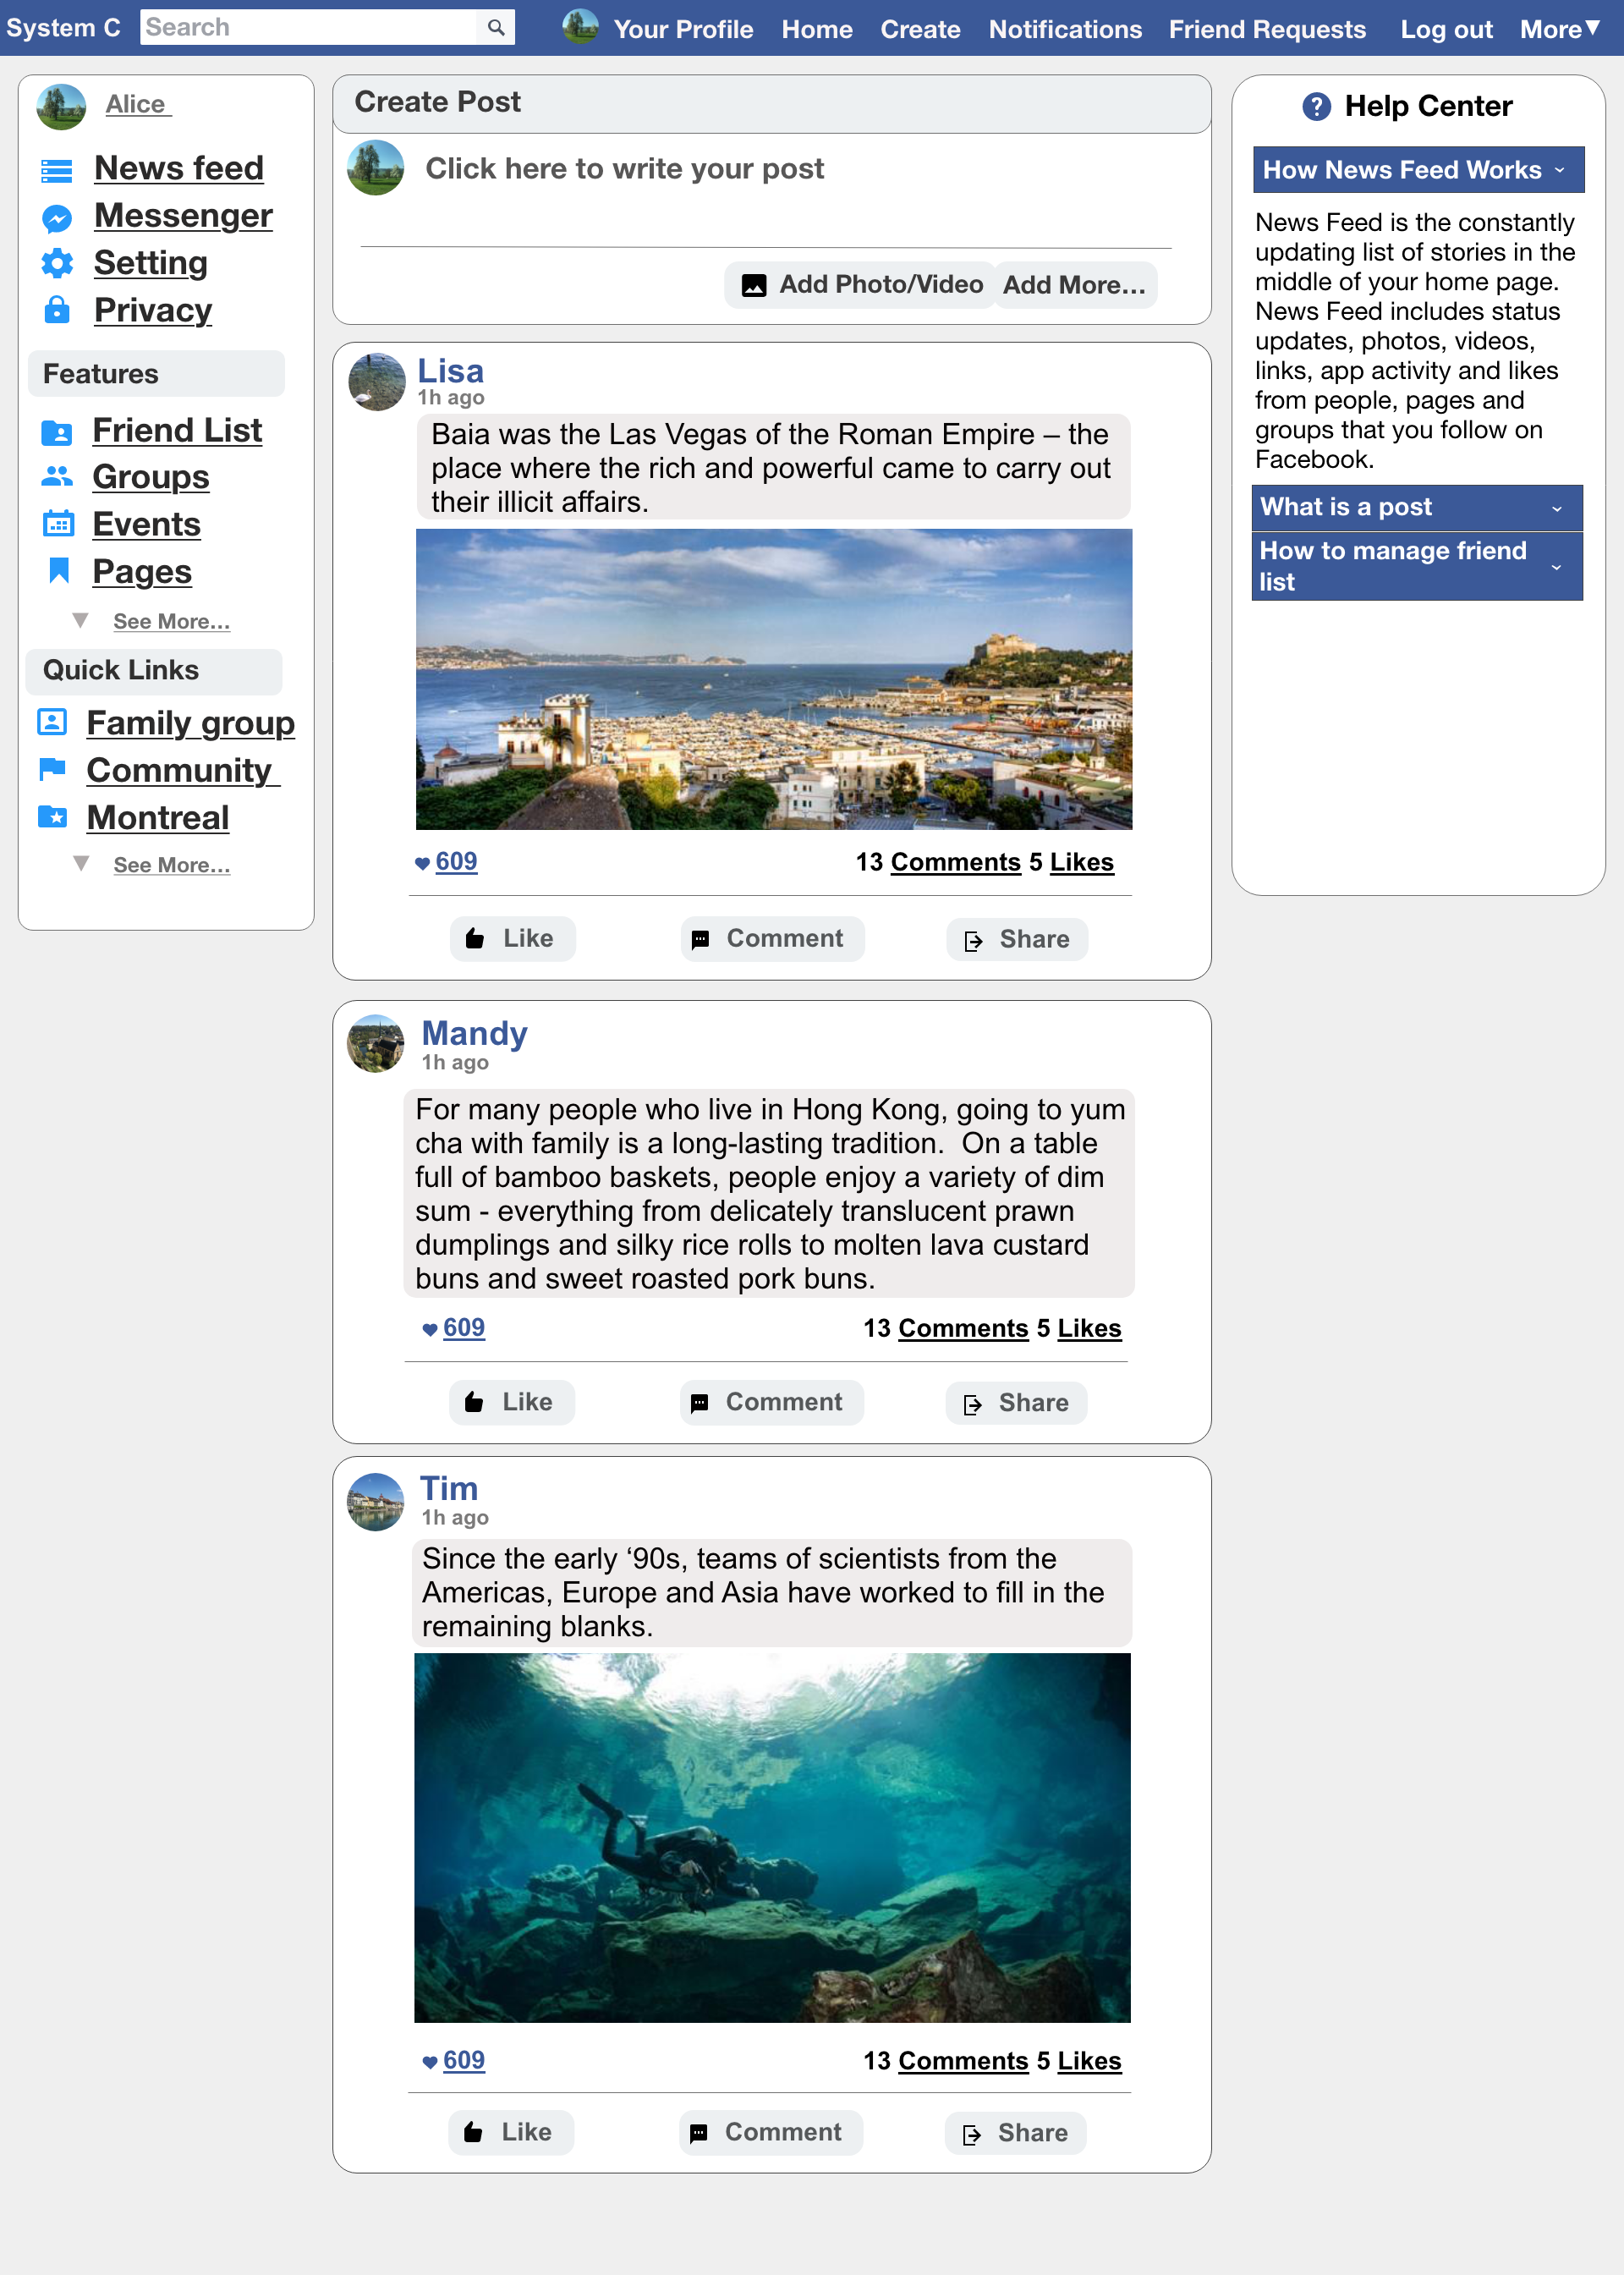 System C
Search
Your Profile Home Create Notifications Friend Requests Log out More
Alice
News feed
Messenger
Setting
Privacy
Features
Friend List
Groups
Events
Pages
See More...
Quick Links
Family group
Community
Montreal
See More...
Create Post
Click here to write your post
Add Photo/Video Add More...
Lisa
1h ago
Baia was the Las Vegas of the Roman Empire – the
place where the rich and powerful came to carry out
their illicit affairs.
609 13 Comments 5 Likes
Like Comment Share
Mandy
1h ago
For many people who live in Hong Kong, going to yum
cha with family is a long-lasting tradition.  On a table
full of bamboo baskets, people enjoy a variety of dim
sum - everything from delicately translucent prawn
dumplings and silky rice rolls to molten lava custard
buns and sweet roasted pork buns.
609 13 Comments 5 Likes
Like Comment Share
Tim
1h ago
Since the early ‘90s, teams of scientists from the
Americas, Europe and Asia have worked to fill in the
remaining blanks.
609 13 Comments 5 Likes
Like Comment Share
? Help Center
How News Feed Works
News Feed is the constantly
updating list of stories in the
middle of your home page.
News Feed includes status
updates, photos, videos,
links, app activity and likes
from people, pages and
groups that you follow on
Facebook.
What is a post
How to manage friend
list